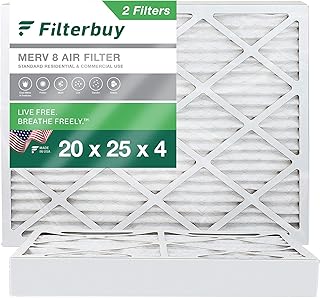 2 Filters
Filterbuy
MERV 8 AIR FILTER
STANDARD RESIDENTIAL & COMMERCIAL USE
LIVE FREE.
BREATHE FREELY.™
MADE
IN USA
20 x 25 x 4